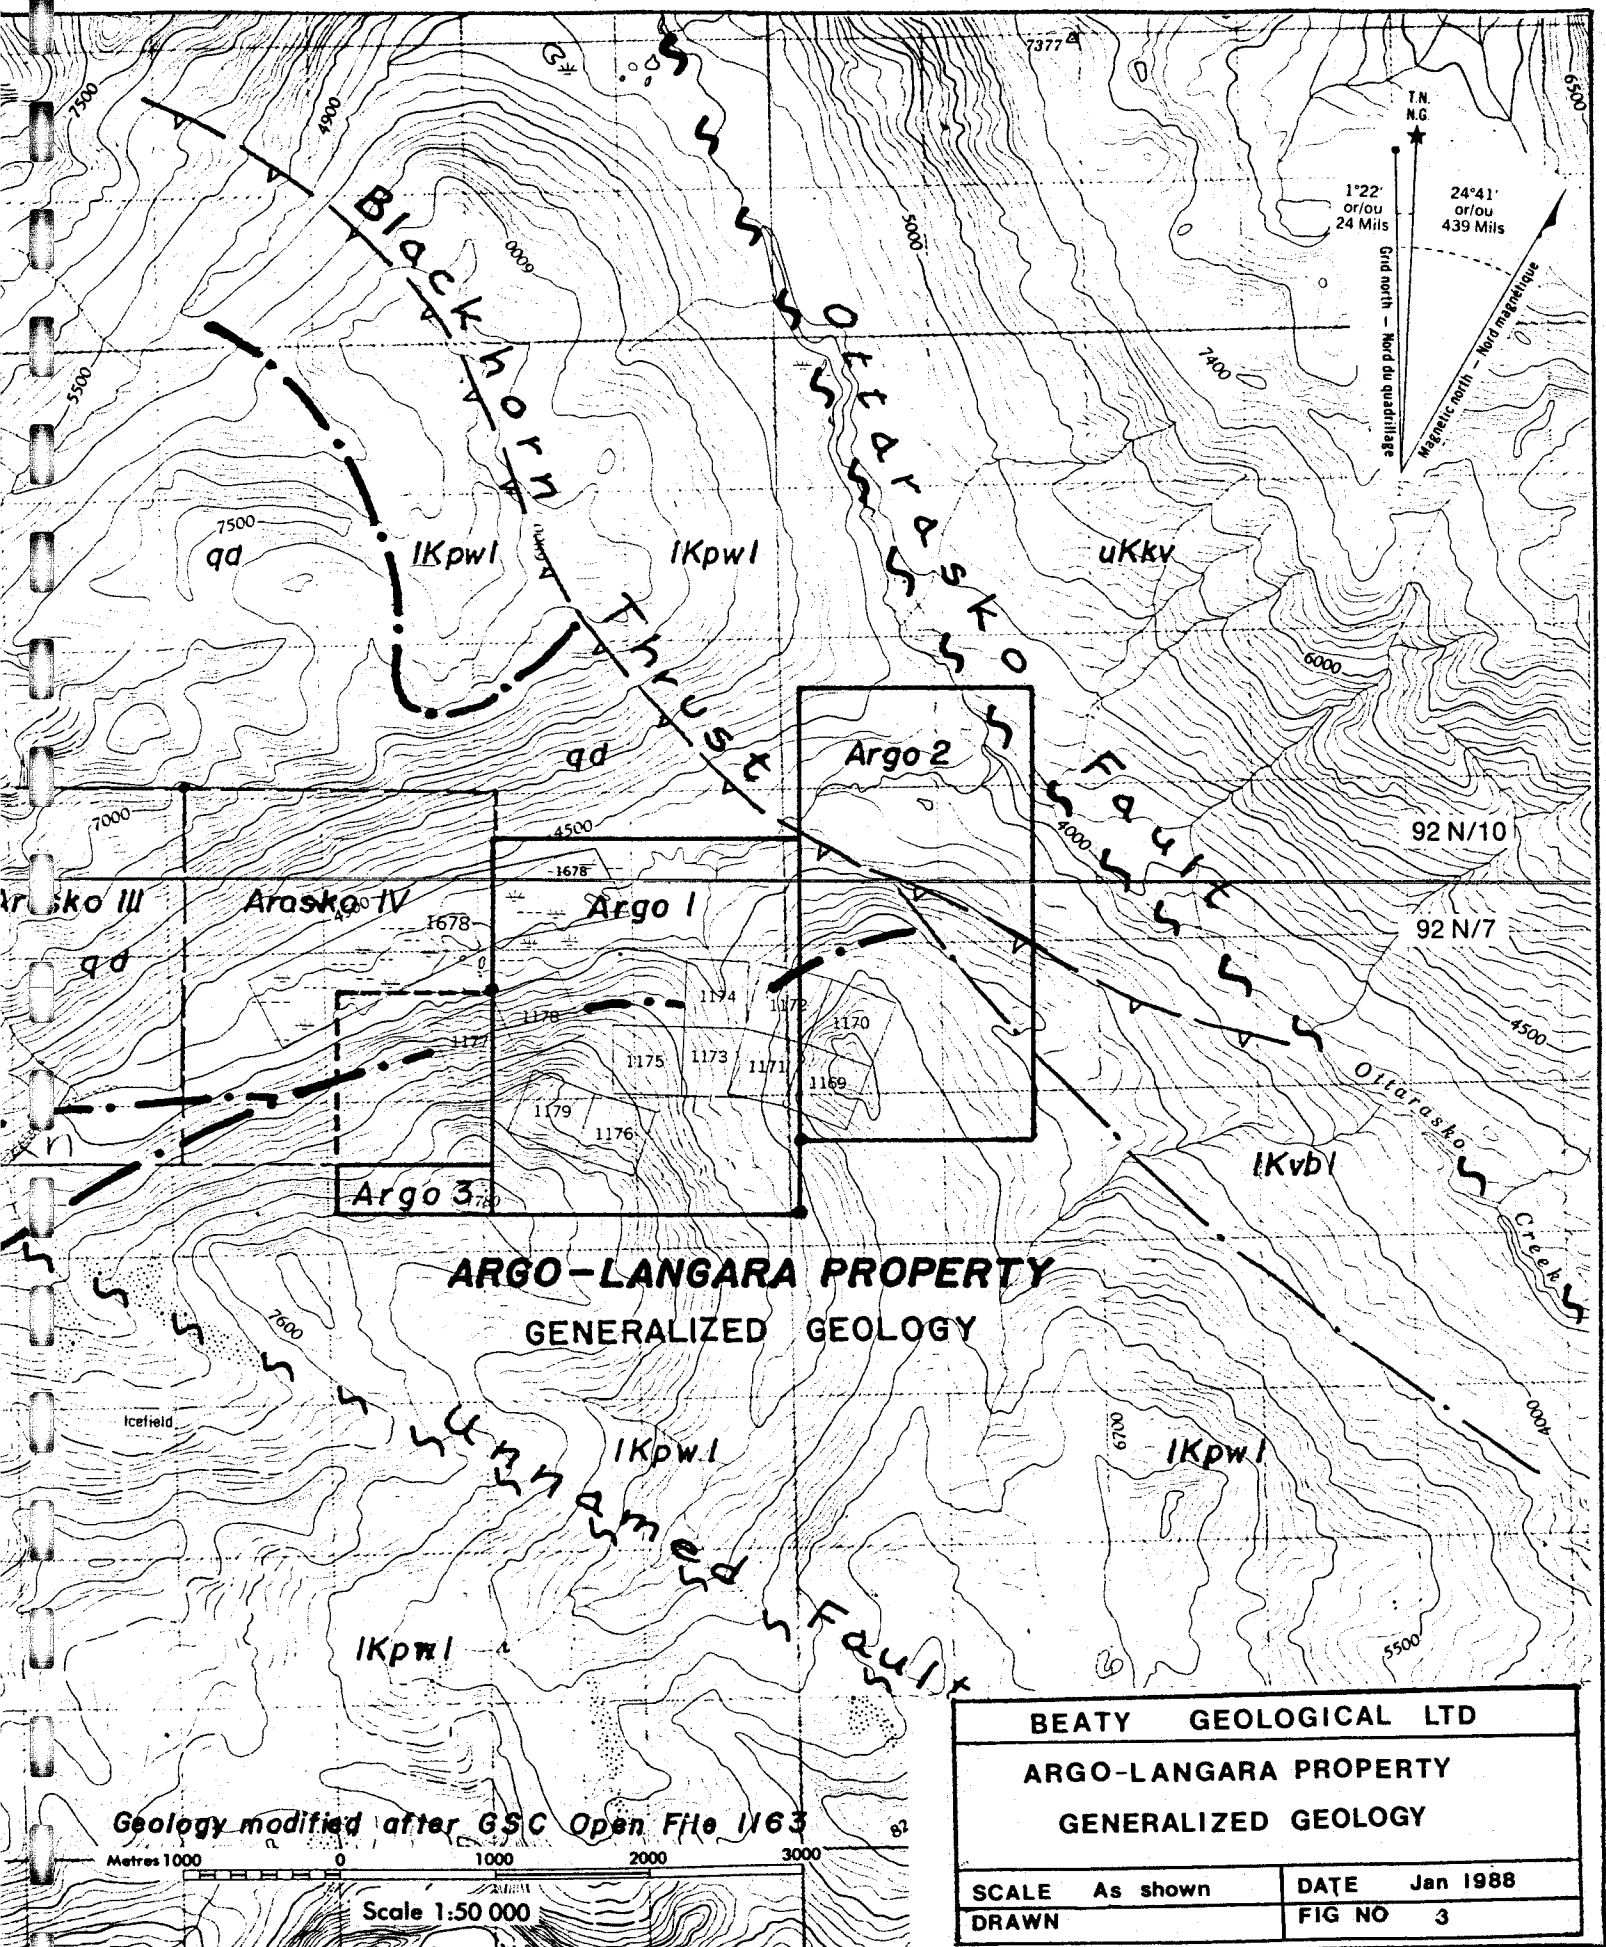 7377
7500
4900
6500
T.N.
N.G.
1°22'
or/ou
24 Mils
24°41'
or/ou
439 Mils
Grid north – Nord du quadrillage
Magnetic north – Nord magnétique
Blackhorn Thrust
6000
5000
Ottarasko Fault
5500
7400
7500
qd
lKpwl
lKpwl
uKkv
6000
qd
Argo 2
7000
4500
4000
92 N/10
1678
Arasko IV
Argo 1
1678
92 N/7
qd
1174
1178
1172
1170
4500
1177
1175
1173
1171
1169
Ottarasko Creek
1179
1176
lKvbl
Argo 3
ARGO-LANGARA PROPERTY
GENERALIZED GEOLOGY
7600
Icefield
Unnamed Fault
lKpwl
6700
lKpwl
4000
lKpwl
5500
BEATY GEOLOGICAL LTD
ARGO-LANGARA PROPERTY
GENERALIZED GEOLOGY
SCALE As shown
DATE Jan 1988
DRAWN
FIG NO 3
Geology modified after GSC Open File 1163
Metres 1000 0 1000 2000 3000
Scale 1:50 000